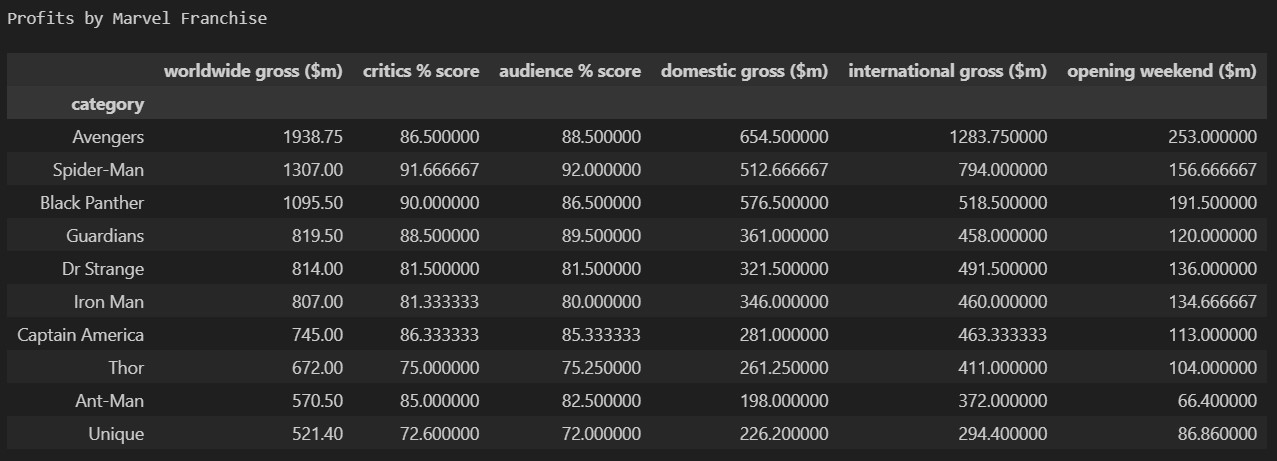 Profits by Marvel Franchise
worldwide gross ($m) critics % score audience % score domestic gross ($m) international gross ($m) opening weekend ($m)
category
Avengers 1938.75 86.500000 88.500000 654.500000 1283.750000 253.000000
Spider-Man 1307.00 91.666667 92.000000 512.666667 794.000000 156.666667
Black Panther 1095.50 90.000000 86.500000 576.500000 518.500000 191.500000
Guardians 819.50 88.500000 89.500000 361.000000 458.000000 120.000000
Dr Strange 814.00 81.500000 81.500000 321.500000 491.500000 136.000000
Iron Man 807.00 81.333333 80.000000 346.000000 460.000000 134.666667
Captain America 745.00 86.333333 85.333333 281.000000 463.333333 113.000000
Thor 672.00 75.000000 75.250000 261.250000 411.000000 104.000000
Ant-Man 570.50 85.000000 82.500000 198.000000 372.000000 66.400000
Unique 521.40 72.600000 72.000000 226.200000 294.400000 86.860000